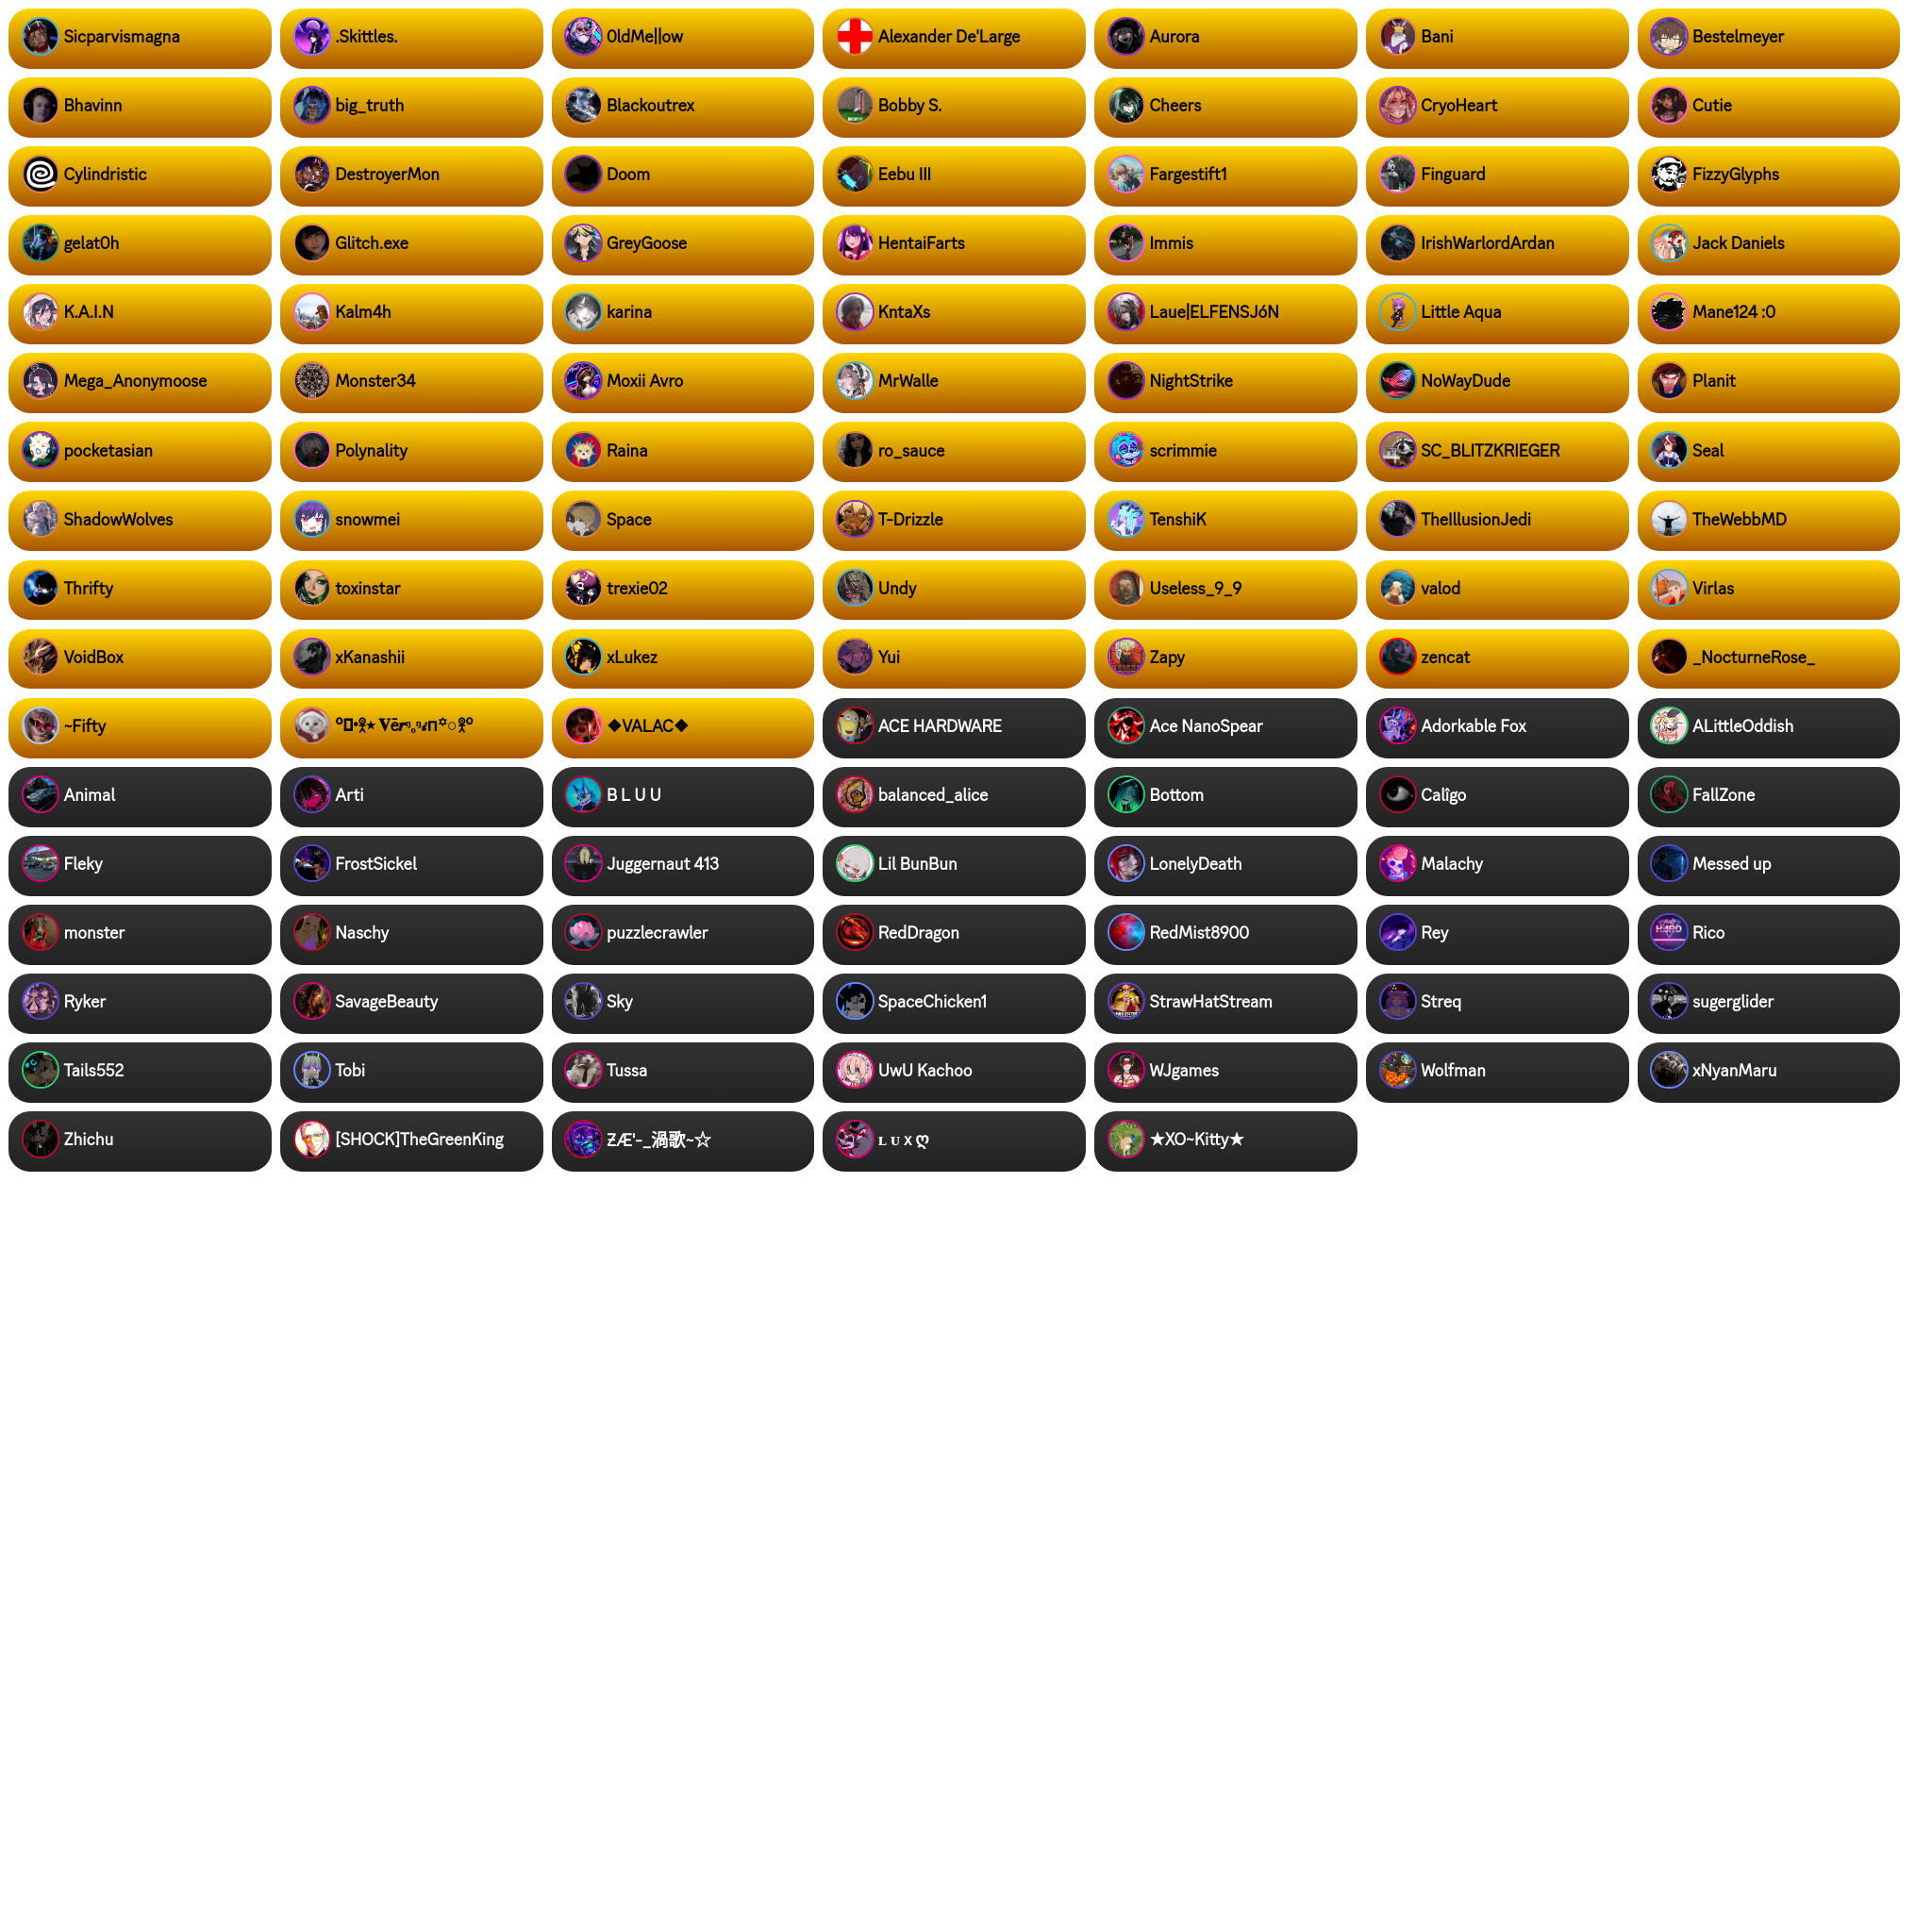 Sicparvismagna
.Skittles.
0ldMe||ow
Alexander De'Large
Aurora
Bani
Bestelmeyer
Bhavinn
big_truth
Blackoutrex
Bobby S.
Cheers
CryoHeart
Cutie
Cylindristic
DestroyerMon
Doom
Eebu III
Fargestift1
Finguard
FizzyGlyphs
gelat0h
Glitch.exe
GreyGoose
HentaiFarts
Immis
IrishWarlordArdan
Jack Daniels
K.A.I.N
Kalm4h
karina
KntaXs
Laue|ELFENSJóN
Little Aqua
Mane124 :0
Mega_Anonymoose
Monster34
Moxii Avro
MrWalle
NightStrike
NoWayDude
Planit
pocketasian
Polynality
Raina
ro_sauce
scrimmie
SC_BLITZKRIEGER
Seal
ShadowWolves
snowmei
Space
T-Drizzle
TenshiK
TheIllusionJedi
TheWebbMD
Thrifty
toxinstar
trexie02
Undy
Useless_9_9
valod
Virlas
VoidBox
xKanashii
xLukez
Yui
Zapy
zencat
_NocturneRose_
~Fifty
❖VALAC❖
ACE HARDWARE
Ace NanoSpear
Adorkable Fox
ALittleOddish
Animal
Arti
B L U U
balanced_alice
Bottom
Calîgo
FallZone
Fleky
FrostSickel
Juggernaut 413
Lil BunBun
LonelyDeath
Malachy
Messed up
monster
Naschy
puzzlecrawler
RedDragon
RedMist8900
Rey
Rico
Ryker
SavageBeauty
Sky
SpaceChicken1
StrawHatStream
Streq
sugerglider
Tails552
Tobi
Tussa
UwU Kachoo
WJgames
Wolfman
xNyanMaru
Zhichu
[SHOCK]TheGreenKing
ƵÆ'-_渦歌~☆
ʟ ᴜ x ღ
★XO~Kitty★